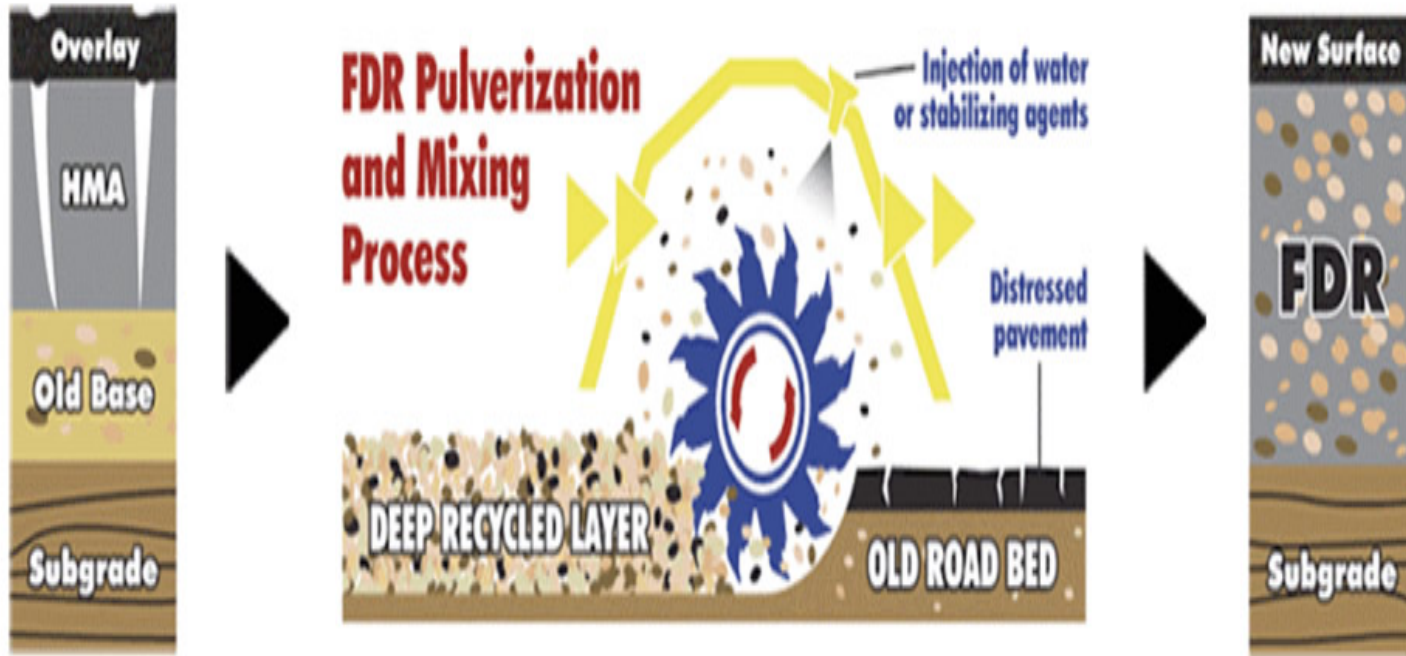 Overlay
HMA
Old Base
Subgrade
FDR Pulverization
and Mixing
Process
Injection of water
or stabilizing agents
Distressed
pavement
DEEP RECYCLED LAYER
OLD ROAD BED
New Surface
FDR
Subgrade